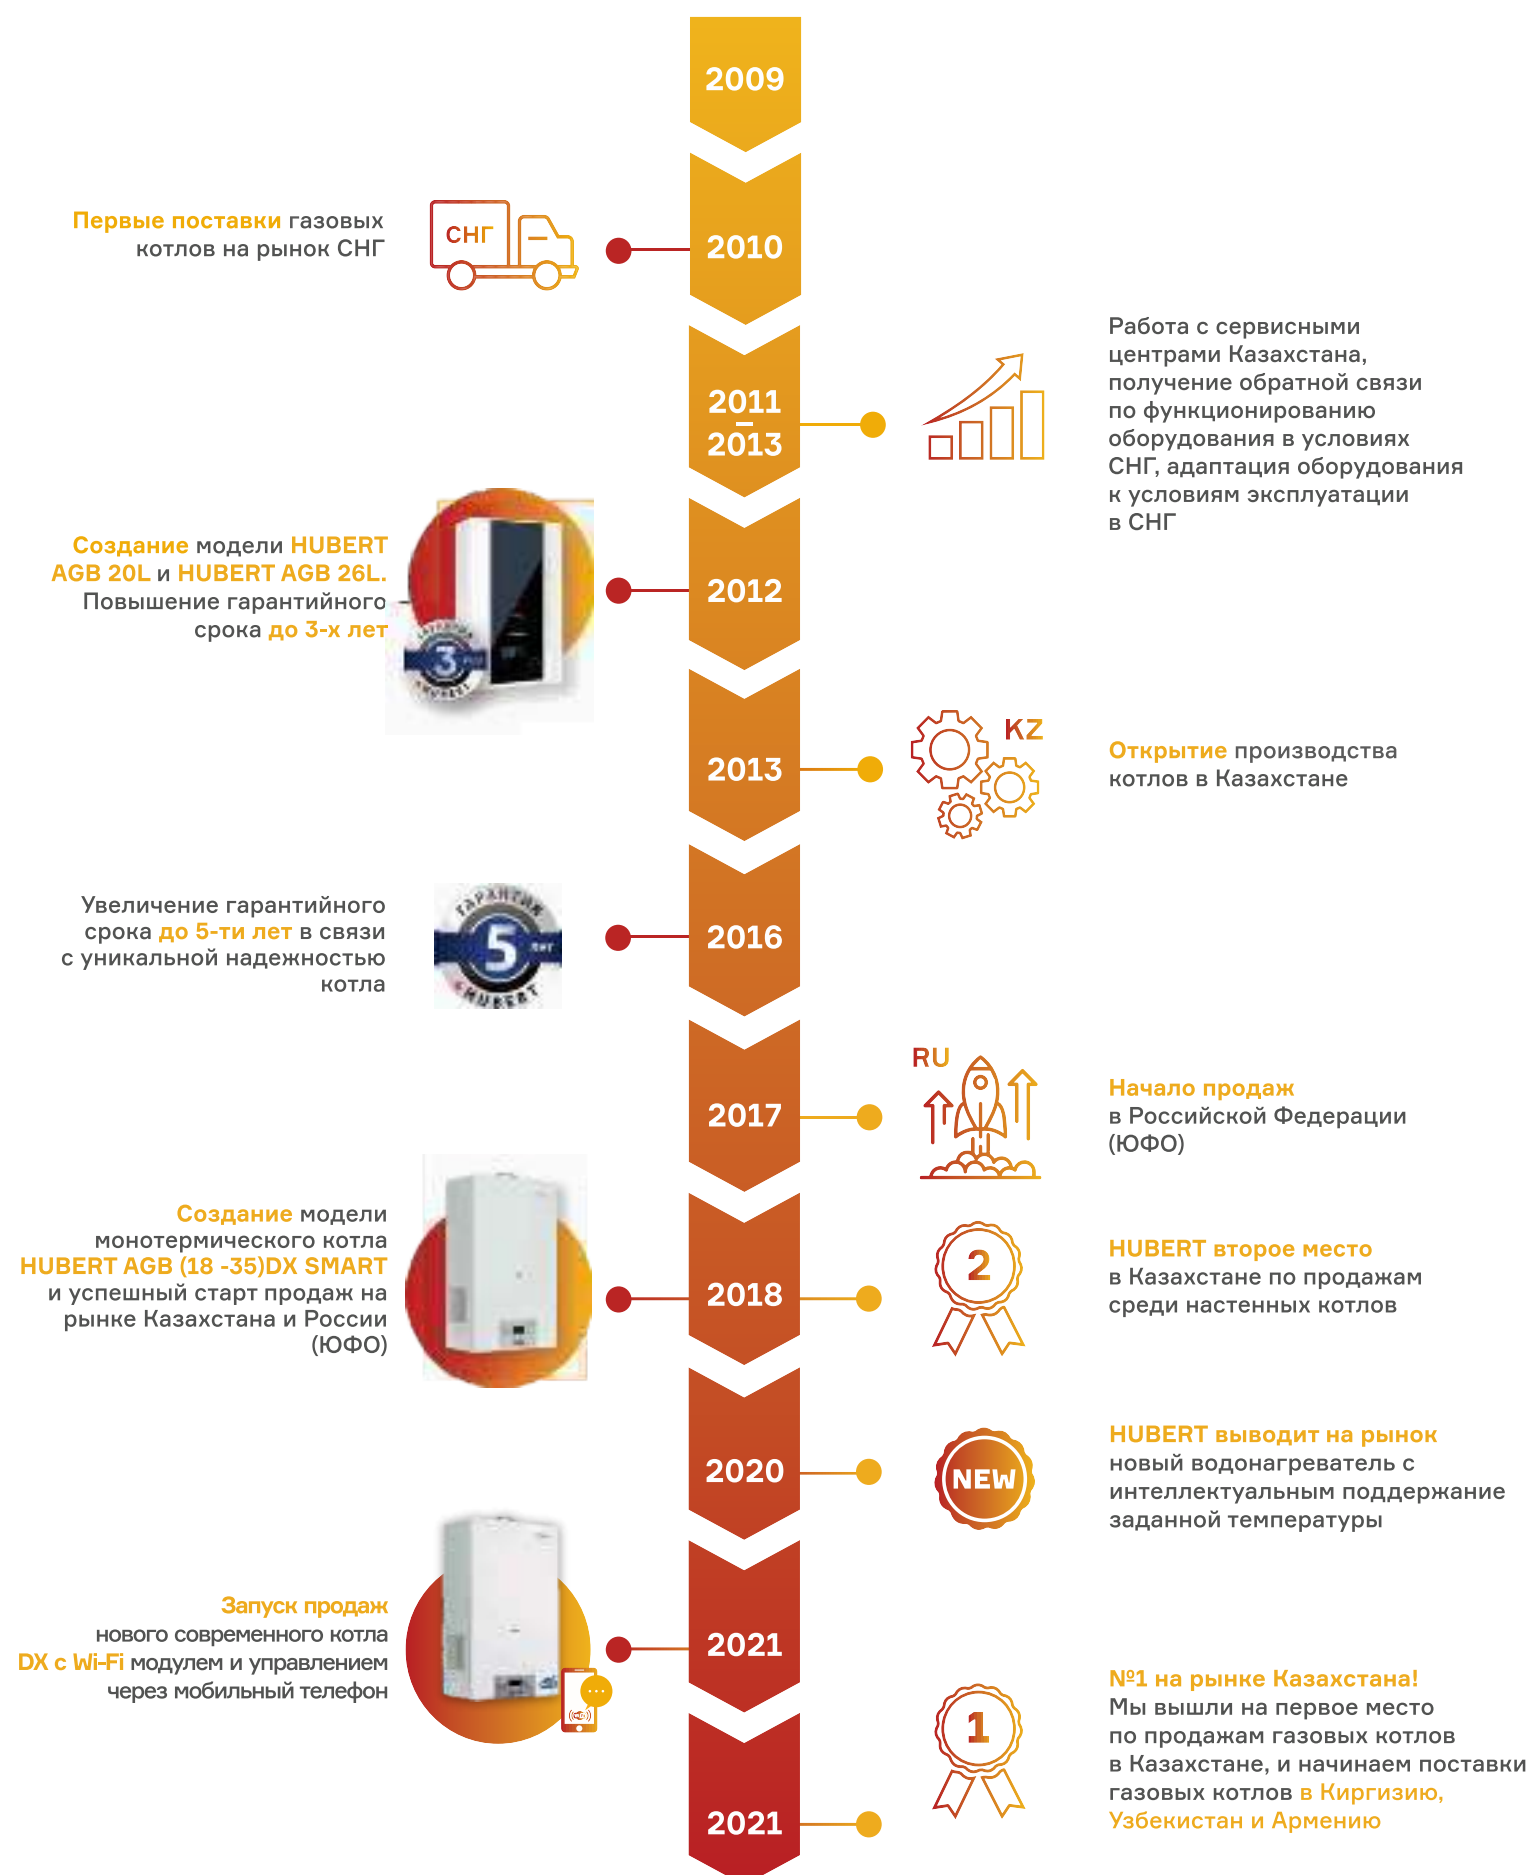 2009
Первые поставки газовых
котлов на рынок СНГ
СНГ
2010
2011
–
2013
Работа с сервисными
центрами Казахстана,
получение обратной связи
по функционированию
оборудования в условиях
СНГ, адаптация оборудования
к условиям эксплуатации
в СНГ
Создание модели HUBERT
AGB 20L и HUBERT AGB 26L.
Повышение гарантийного
срока до 3-х лет
3
HUBERT
2012
2013
KZ
Открытие производства
котлов в Казахстане
Увеличение гарантийного
срока до 5-ти лет в связи
с уникальной надежностью
котла
ГАРАНТИЯ
5 лет
HUBERT
2016
2017
RU
Начало продаж
в Российской Федерации
(ЮФО)
Создание модели
монотермического котла
HUBERT AGB (18 -35)DX SMART
и успешный старт продаж на
рынке Казахстана и России
(ЮФО)
2018
2
HUBERT второе место
в Казахстане по продажам
среди настенных котлов
2020
NEW
HUBERT выводит на рынок
новый водонагреватель с
интеллектуальным поддержание
заданной температуры
Запуск продаж
нового современного котла
DX с Wi-Fi модулем и управлением
через мобильный телефон
2021
2021
1
№1 на рынке Казахстана!
Мы вышли на первое место
по продажам газовых котлов
в Казахстане, и начинаем поставки
газовых котлов в Киргизию,
Узбекистан и Армению